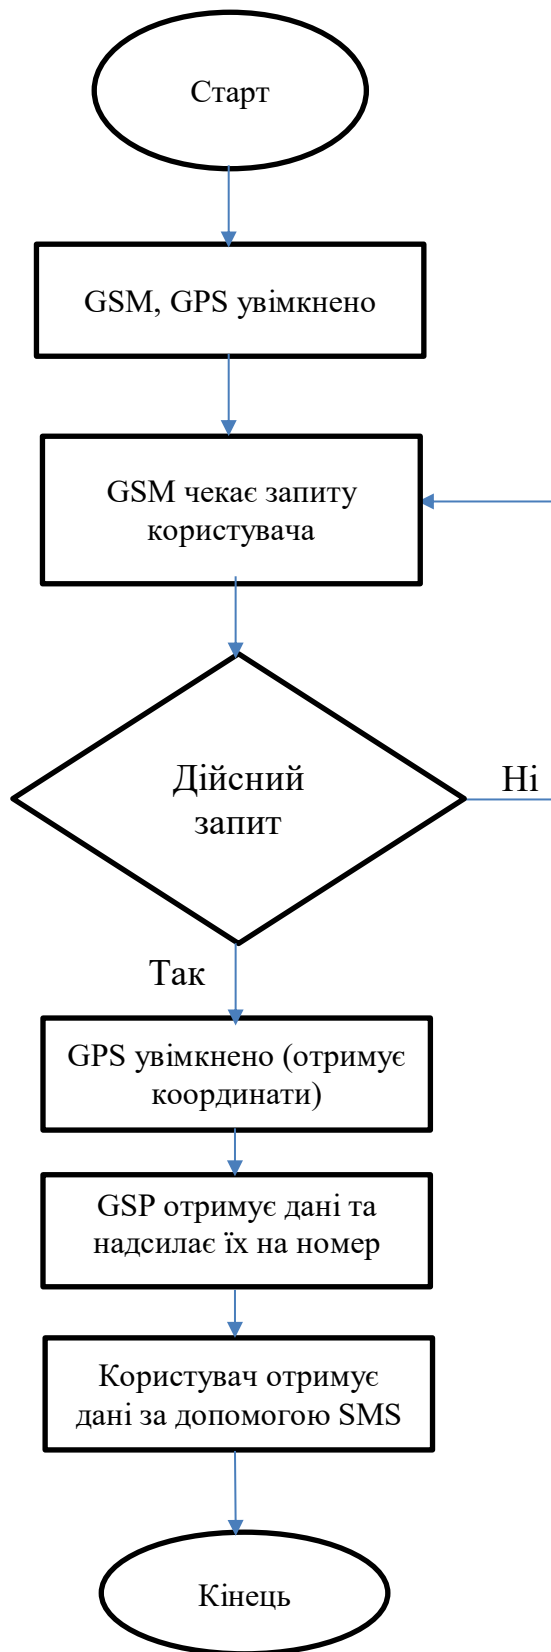 Старт
GSM, GPS увімкнено
GSM чекає запиту
користувача
Дійсний
запит
Ні
Так
GPS увімкнено (отримує
координати)
GSP отримує дані та
надсилає їх на номер
Користувач отримує
дані за допомогою SMS
Кінець